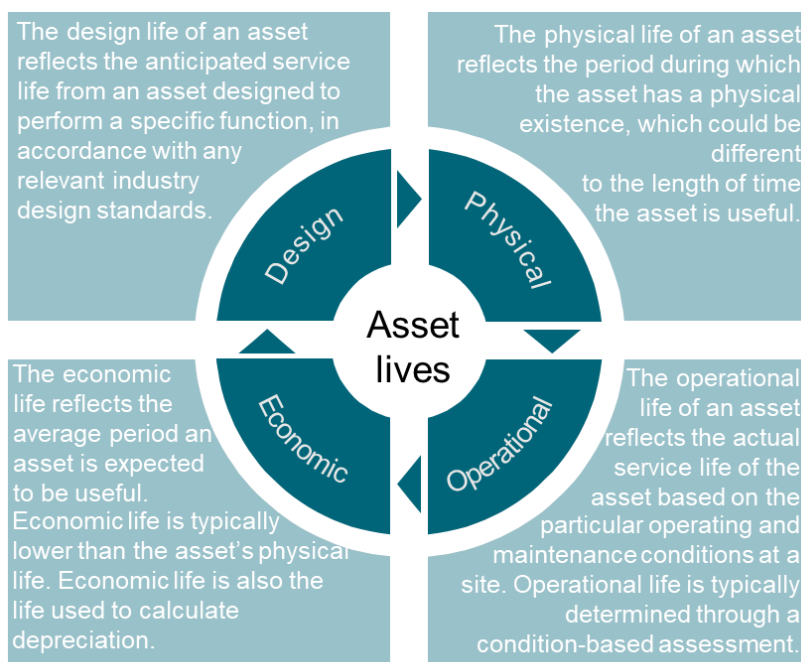 The design life of an asset
reflects the anticipated service
life from an asset designed to
perform a specific function, in
accordance with any
relevant industry
design standards.
The physical life of an asset
reflects the period during which
the asset has a physical
existence, which could be
different
to the length of time
the asset is useful.
Design
Physical
Asset
lives
Economic
Operational
The economic
life reflects the
average period an
asset is expected
to be useful.
Economic life is typically
lower than the asset's physical
life. Economic life is also the
life used to calculate
depreciation.
The operational
life of an asset
reflects the actual
service life of the
asset based on the
particular operating and
maintenance conditions at a
site. Operational life is typically
determined through a
condition-based assessment.